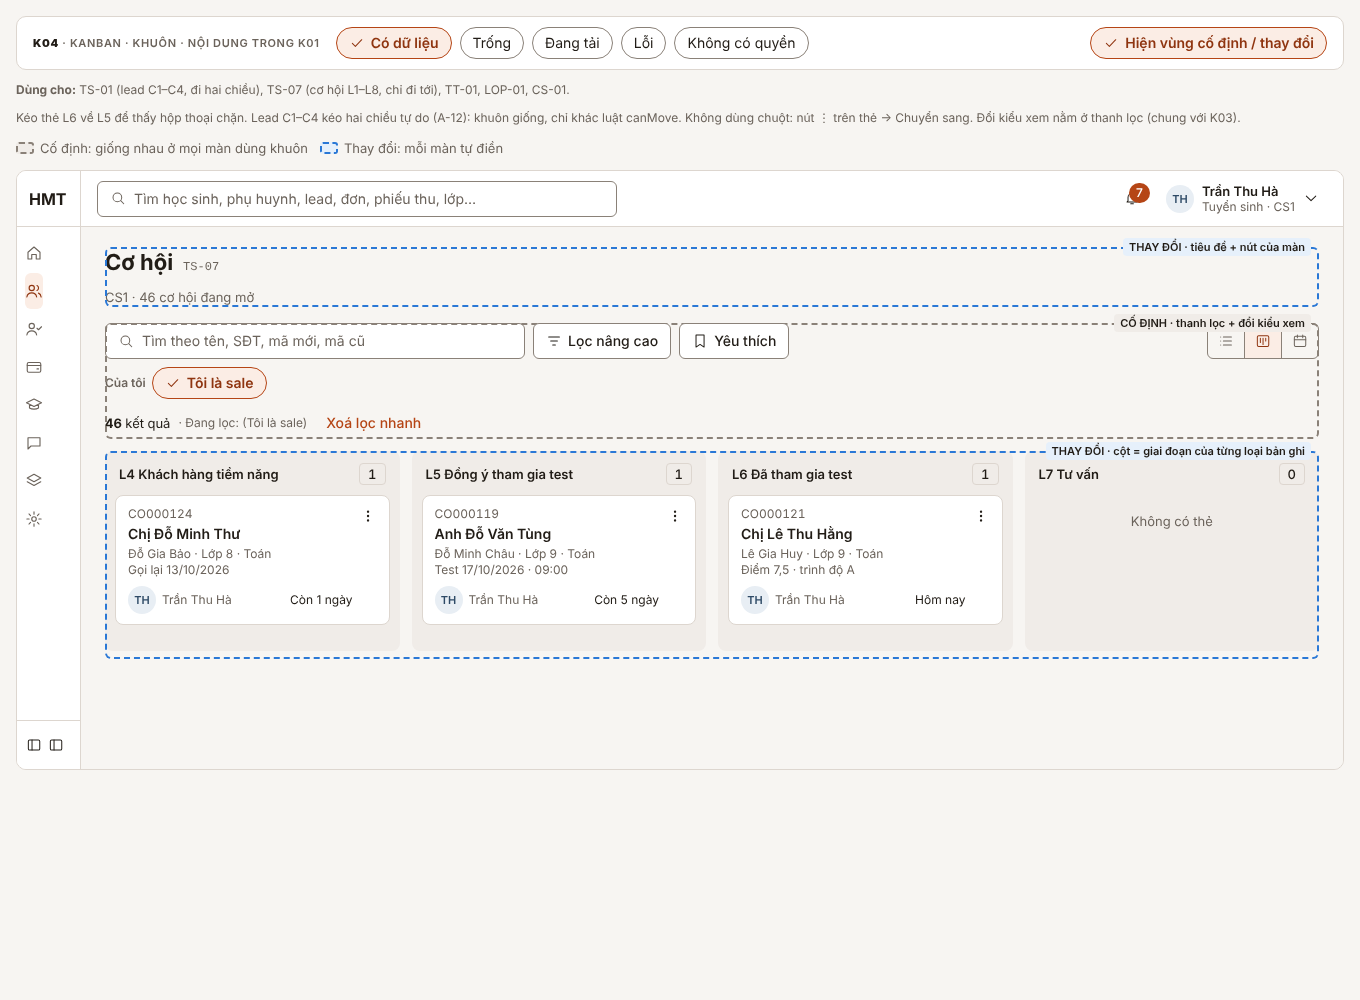 K04 · KANBAN · KHUÔN · NỘI DUNG TRONG K01
Có dữ liệu
Trống
Đang tải
Lỗi
Không có quyền
Hiện vùng cố định / thay đổi
Dùng cho: TS-01 (lead C1–C4, đi hai chiều), TS-07 (cơ hội L1–L8, chỉ đi tới), TT-01, LOP-01, CS-01.
Kéo thẻ L6 về L5 để thấy hộp thoại chặn. Lead C1–C4 kéo hai chiều tự do (A-12): khuôn giống, chỉ khác luật canMove. Không dùng chuột: nút ⋮ trên thẻ → Chuyển sang. Đổi kiểu xem nằm ở thanh lọc (chung với K03).
Cố định: giống nhau ở mọi màn dùng khuôn
Thay đổi: mỗi màn tự điền
HMT
Tìm học sinh, phụ huynh, lead, đơn, phiếu thu, lớp...
7
TH
Trần Thu Hà
Tuyển sinh · CS1
THAY ĐỔI · tiêu đề + nút của màn
Cơ hội TS-07
CS1 · 46 cơ hội đang mở
CỐ ĐỊNH · thanh lọc + đổi kiểu xem
Tìm theo tên, SĐT, mã mới, mã cũ
Lọc nâng cao
Yêu thích
Của tôi
Tôi là sale
46 kết quả · Đang lọc: (Tôi là sale)
Xoá lọc nhanh
THAY ĐỔI · cột = giai đoạn của từng loại bản ghi
L4 Khách hàng tiềm năng 1
CO000124
Chị Đỗ Minh Thư
Đỗ Gia Bảo · Lớp 8 · Toán
Gọi lại 13/10/2026
TH Trần Thu Hà Còn 1 ngày
L5 Đồng ý tham gia test 1
CO000119
Anh Đỗ Văn Tùng
Đỗ Minh Châu · Lớp 9 · Toán
Test 17/10/2026 · 09:00
TH Trần Thu Hà Còn 5 ngày
L6 Đã tham gia test 1
CO000121
Chị Lê Thu Hằng
Lê Gia Huy · Lớp 9 · Toán
Điểm 7,5 · trình độ A
TH Trần Thu Hà Hôm nay
L7 Tư vấn 0
Không có thẻ